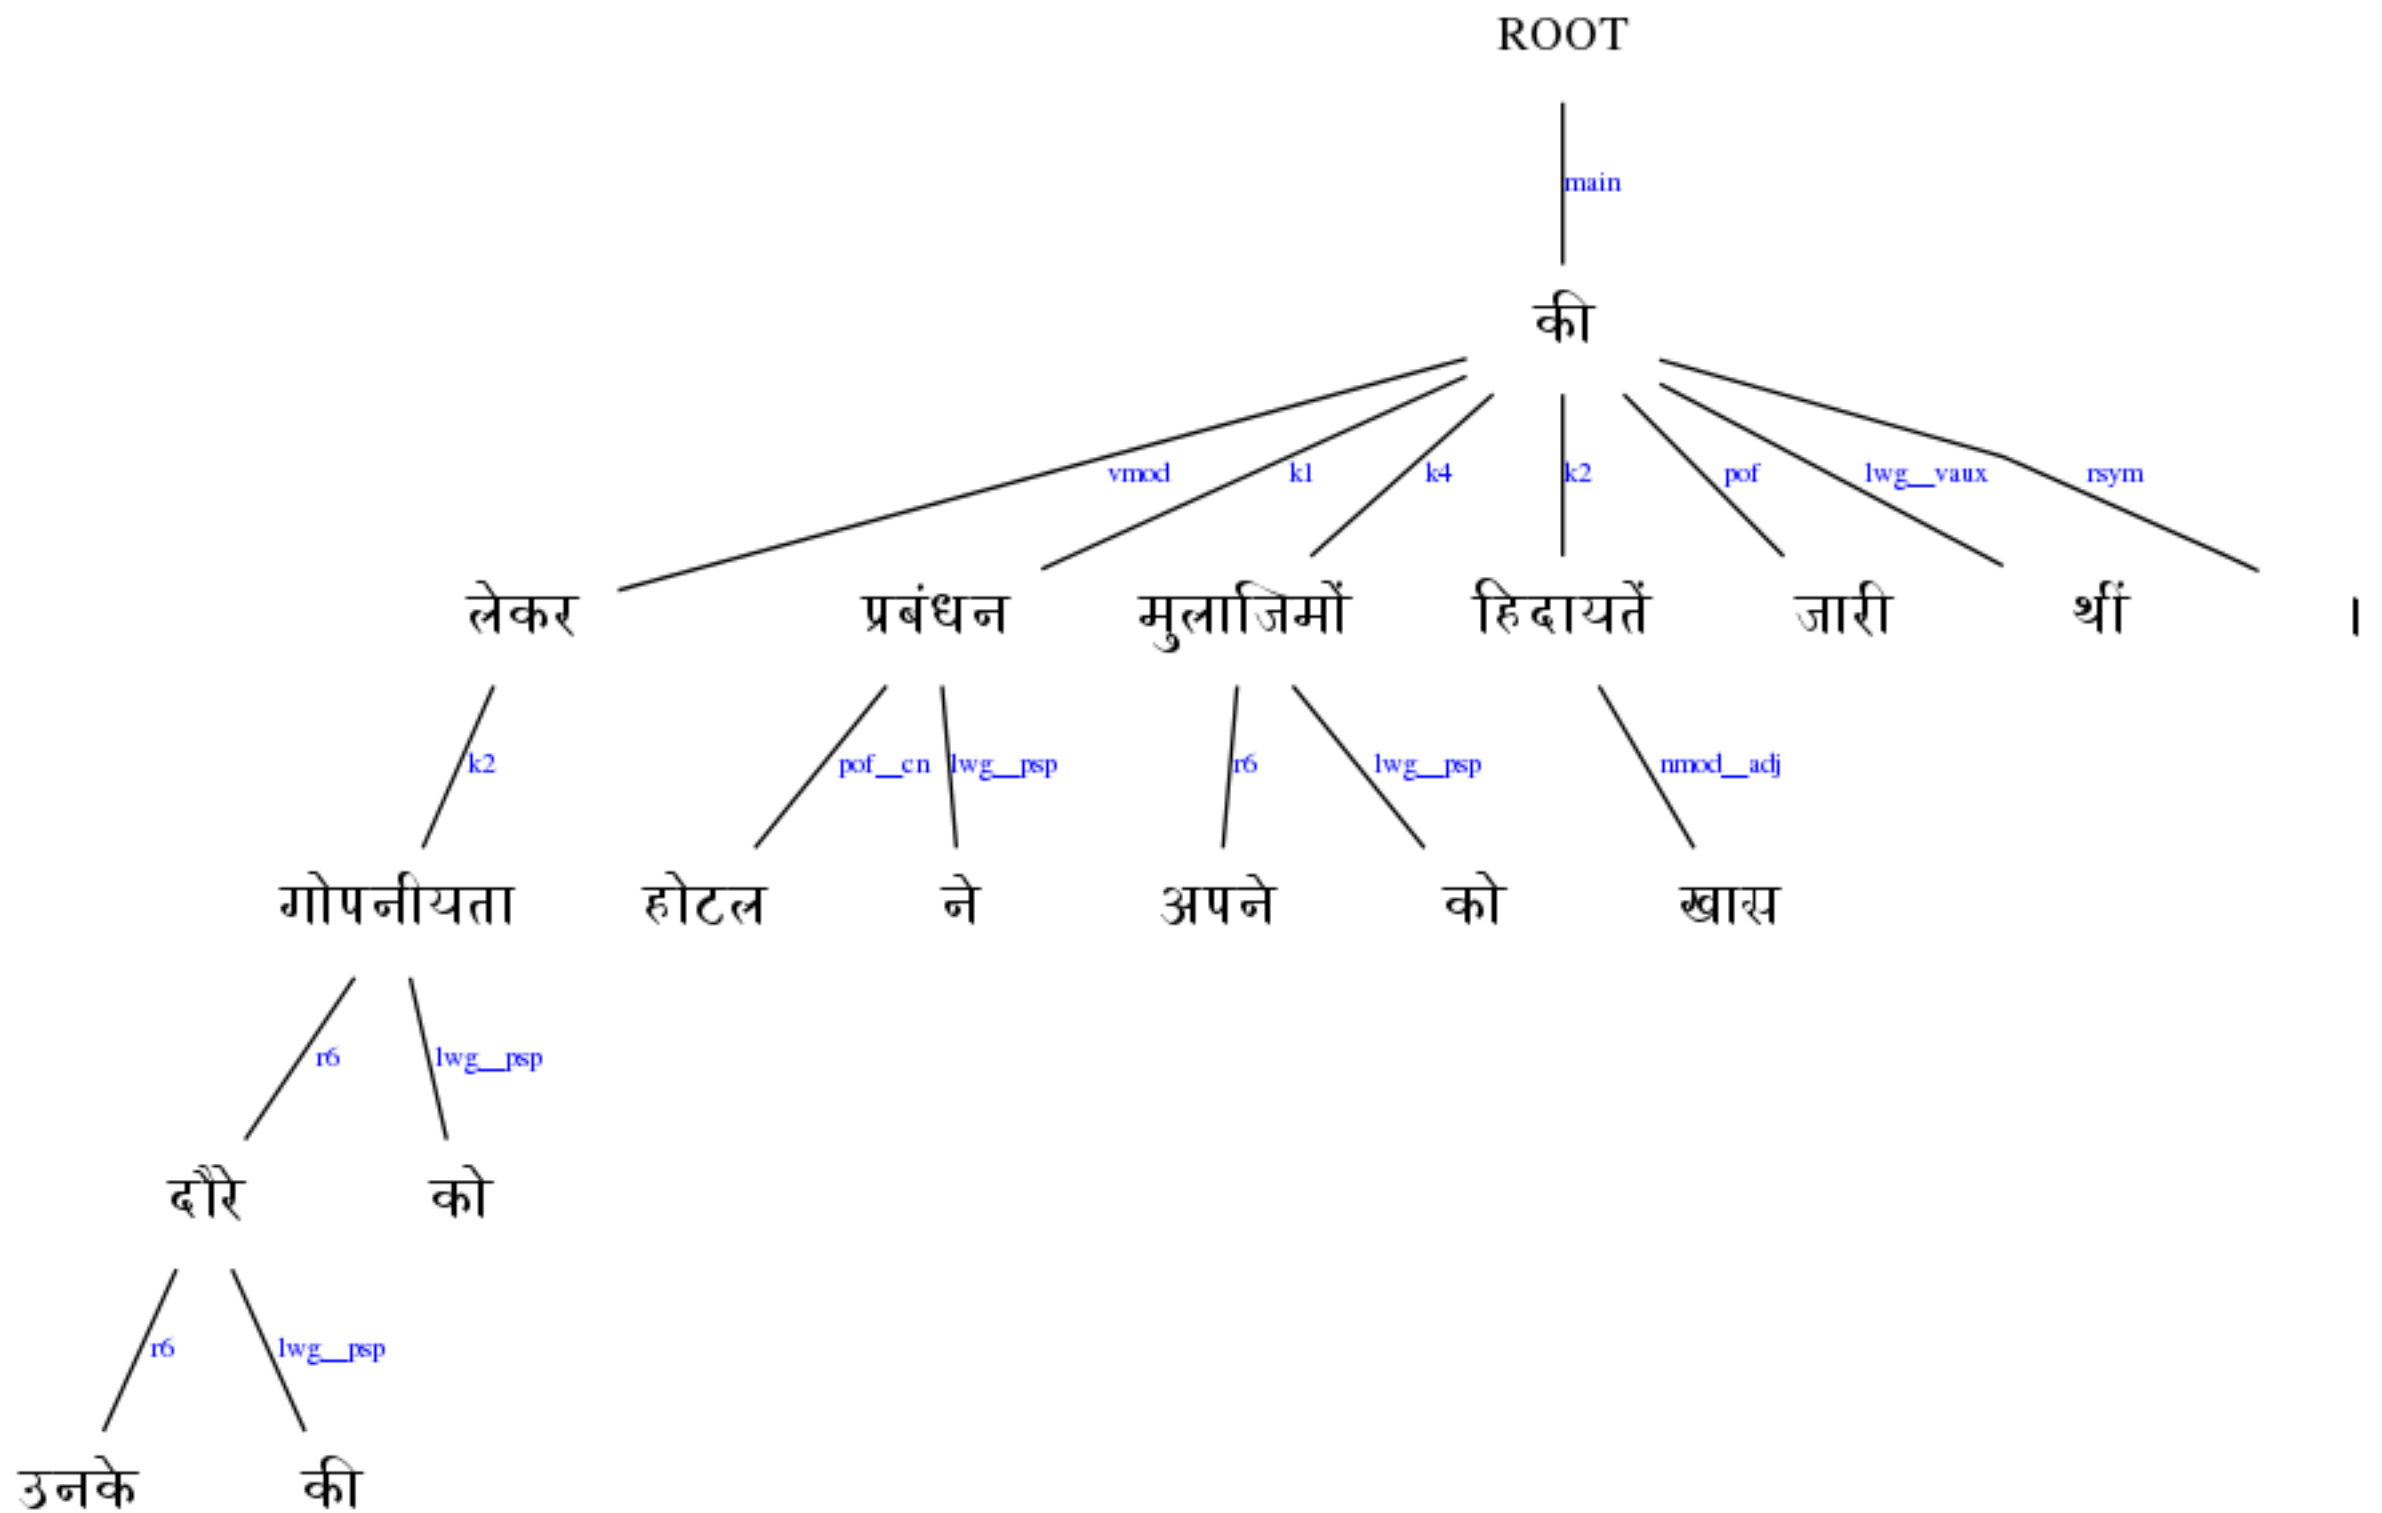 ROOT
main
की
vmod k1 k4 k2 pof lwg__vaux rsym
लेकर प्रबंधन मुलाजिमों हिदायतें जारी थीं ।
k2 pof__cn lwg__psp r6 lwg__psp nmod__adj
गोपनीयता होटल ने अपने को खास
r6 lwg__psp
दौरे को
r6 lwg__psp
उनके की